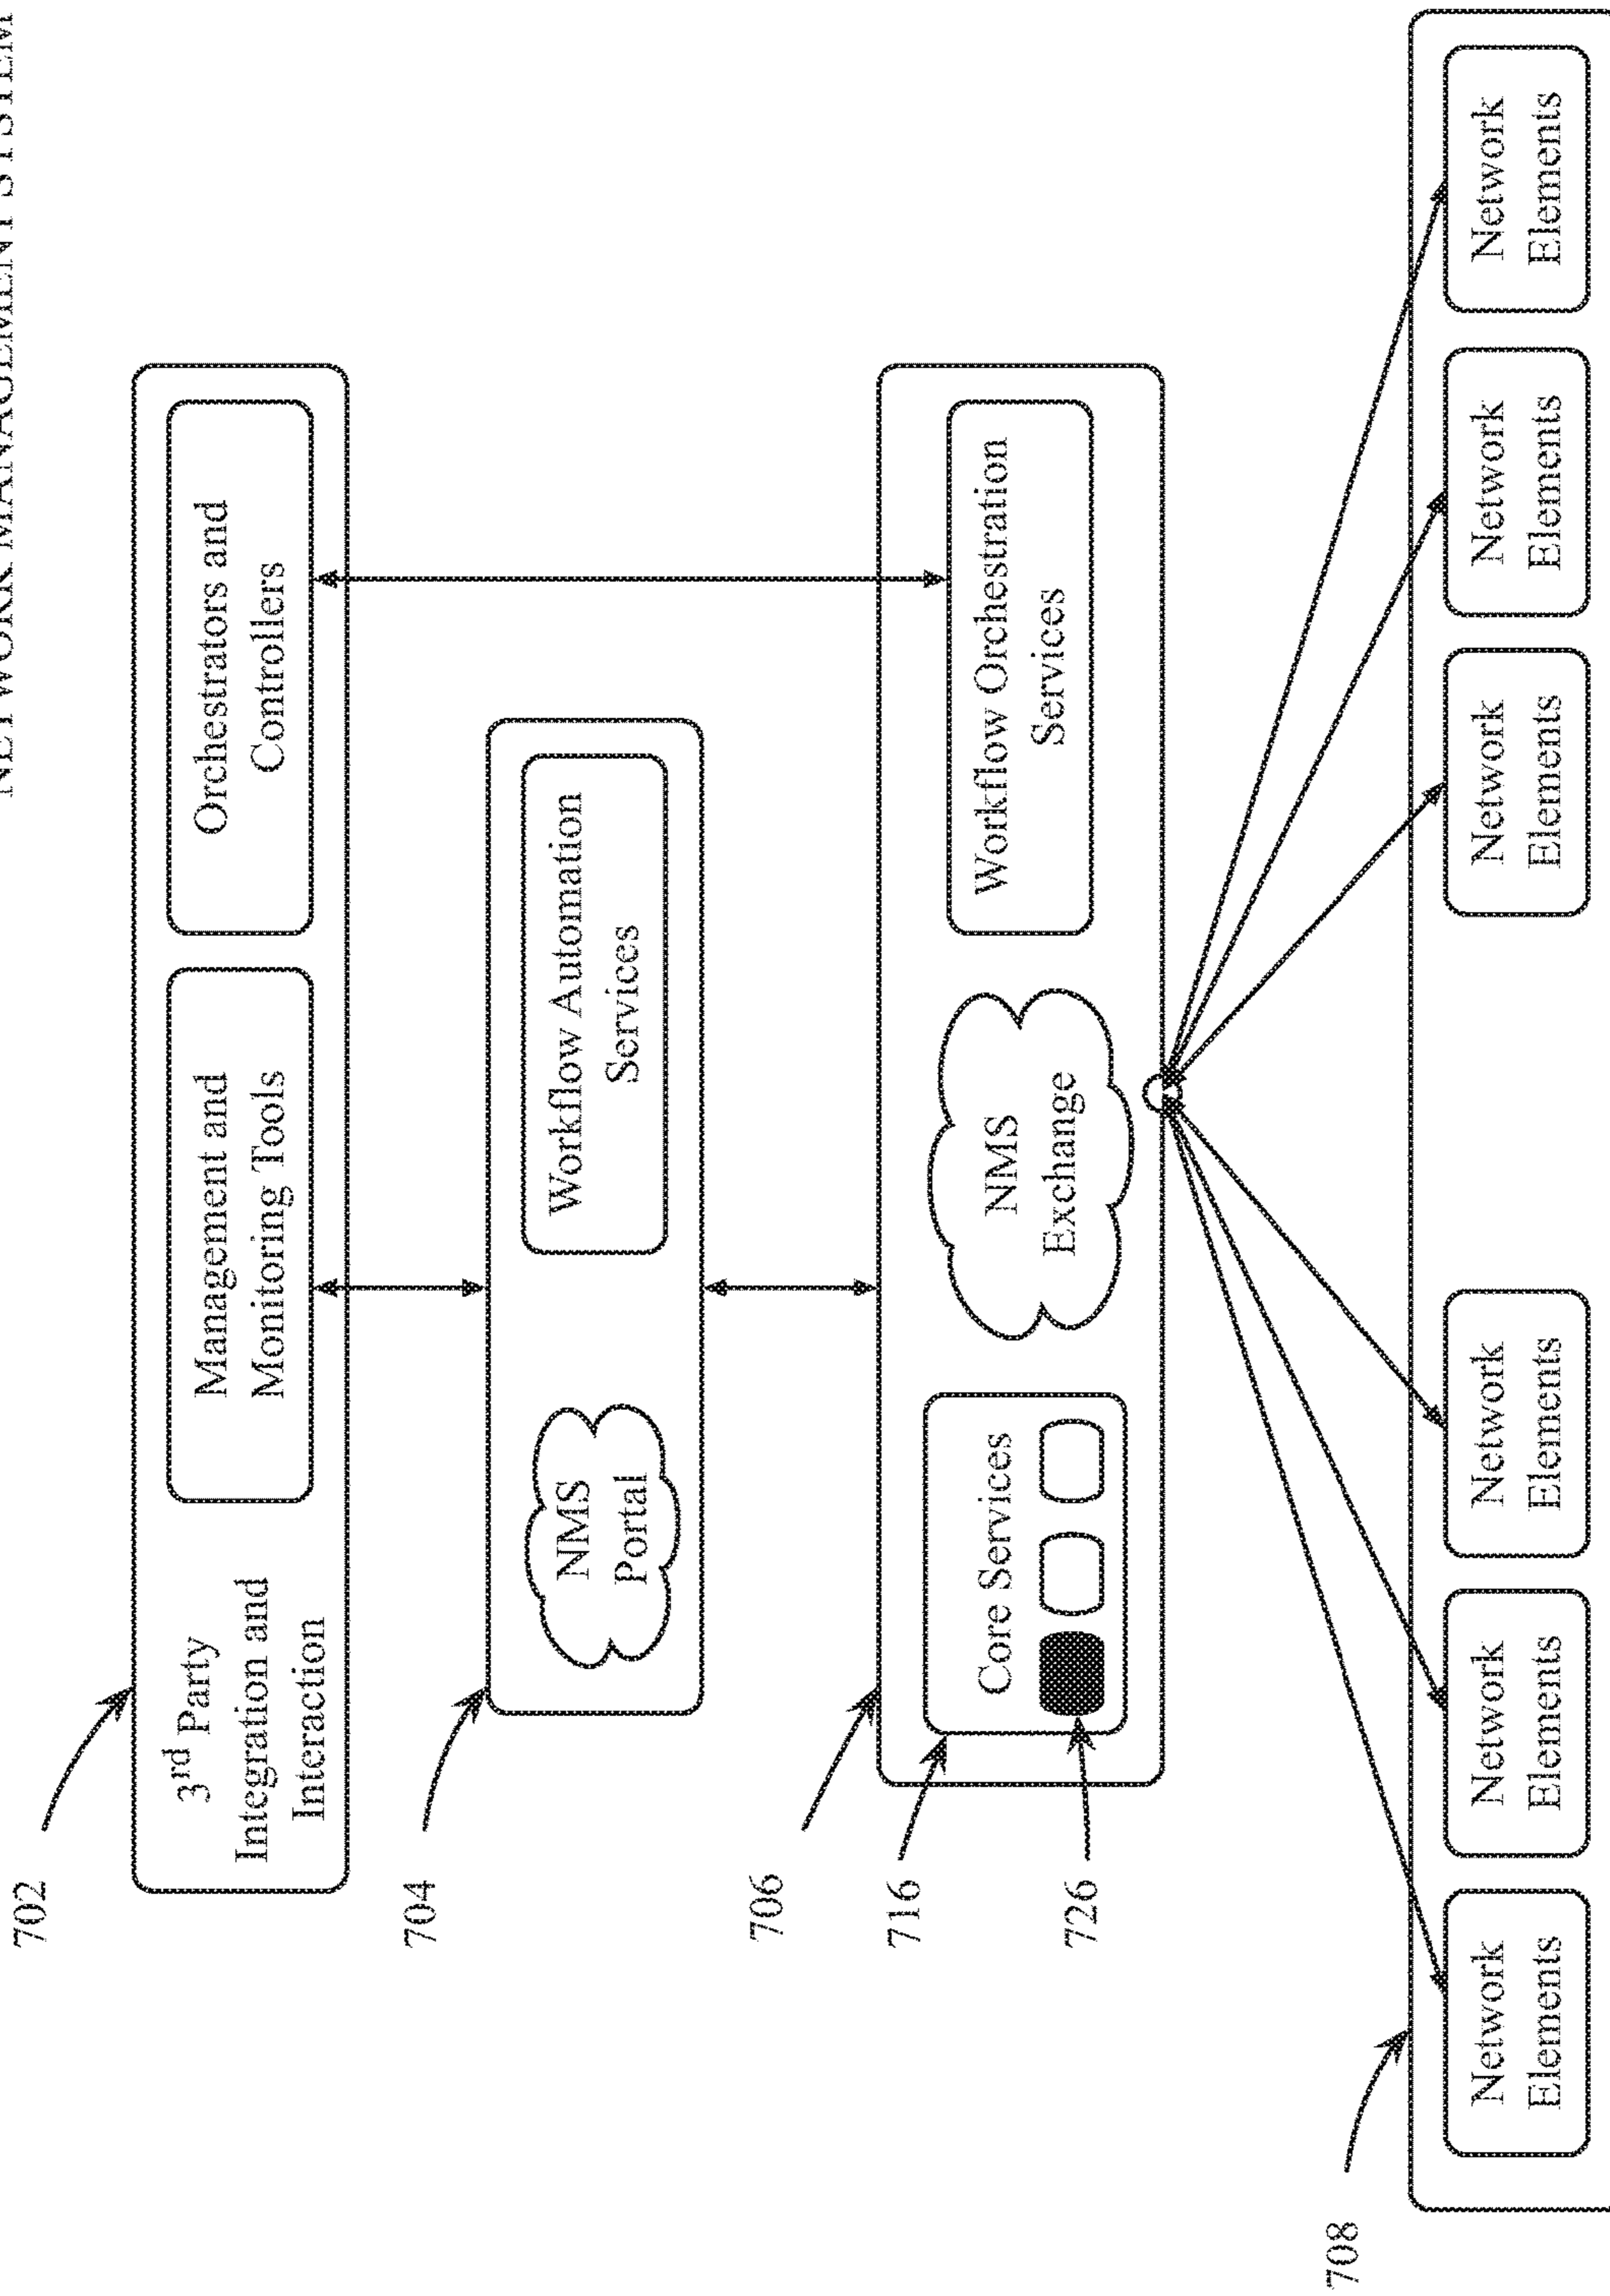 NETWORK MANAGEMENT SYSTEM
702
3rd Party
Integration and
Interaction
Management and
Monitoring Tools
Orchestrators and
Controllers
704
NMS
Portal
Workflow Automation
Services
706
716
726
Core Services
NMS
Exchange
Workflow Orchestration
Services
708
Network
Elements
Network
Elements
Network
Elements
Network
Elements
Network
Elements
Network
Elements